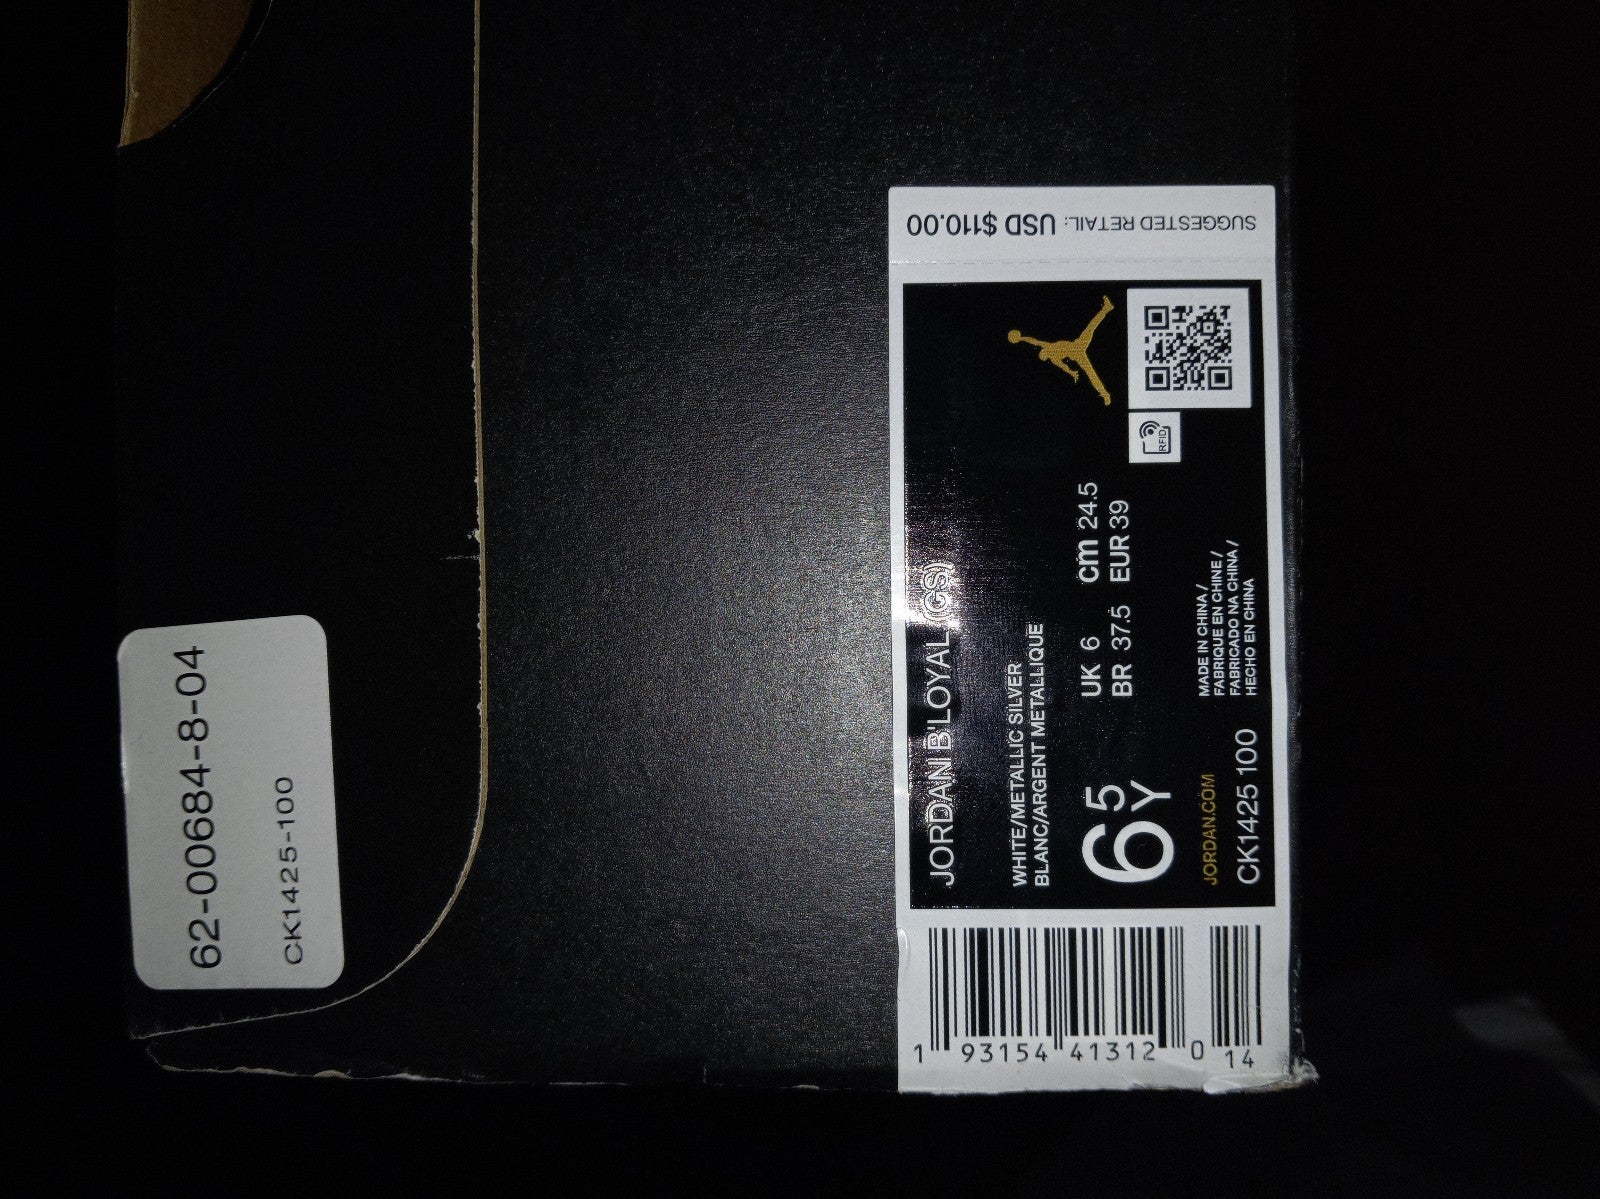 62-00684-8-04
CK1425-100
SUGGESTED RETAIL: USD $110.00
JORDAN B'LOYAL (GS)
WHITE/METALLIC SILVER
BLANC/ARGENT METALLIQUE
6.5Y
UK 6 cm 24.5
BR 37.5 EUR 39
RFID
JORDAN.COM
CK1425 100
MADE IN CHINA /
FABRIQUE EN CHINE /
FABRICADO NA CHINA /
HECHO EN CHINA
1 93154 41312 0 14